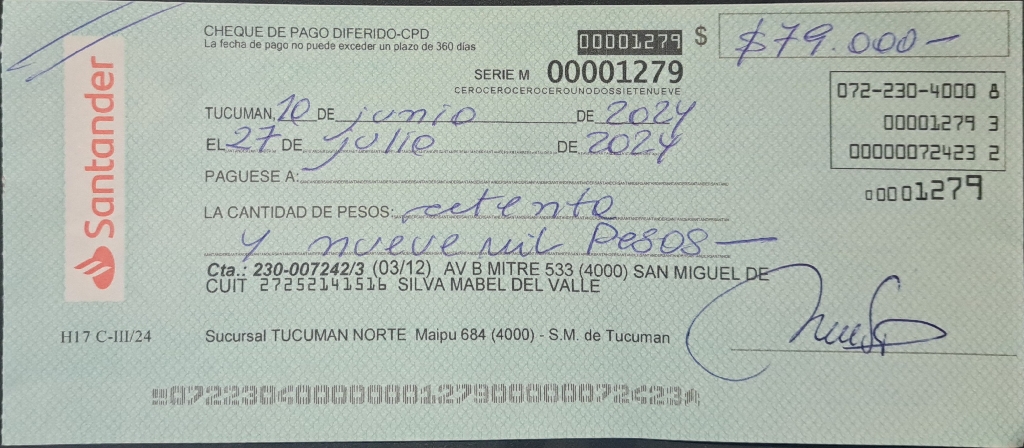 Santander
CHEQUE DE PAGO DIFERIDO-CPD
La fecha de pago no puede exceder un plazo de 360 días
00001279 $ $79.000-
SERIE M 00001279
CEROCEROCEROCEROUNODOSSIETENUEVE
072-230-4000 8
00001279 3
00000072423 2
00001279
TUCUMAN, 10 DE junio DE 2024
EL 27 DE julio DE 2024
PAGUESE A:
LA CANTIDAD DE PESOS: setenta
y nueve mil Pesos-
Cta.: 230-007242/3 (03/12) AV B MITRE 533 (4000) SAN MIGUEL DE
CUIT 27252141516 SILVA MABEL DEL VALLE
H17 C-III/24
Sucursal TUCUMAN NORTE Maipu 684 (4000) - S.M. de Tucuman